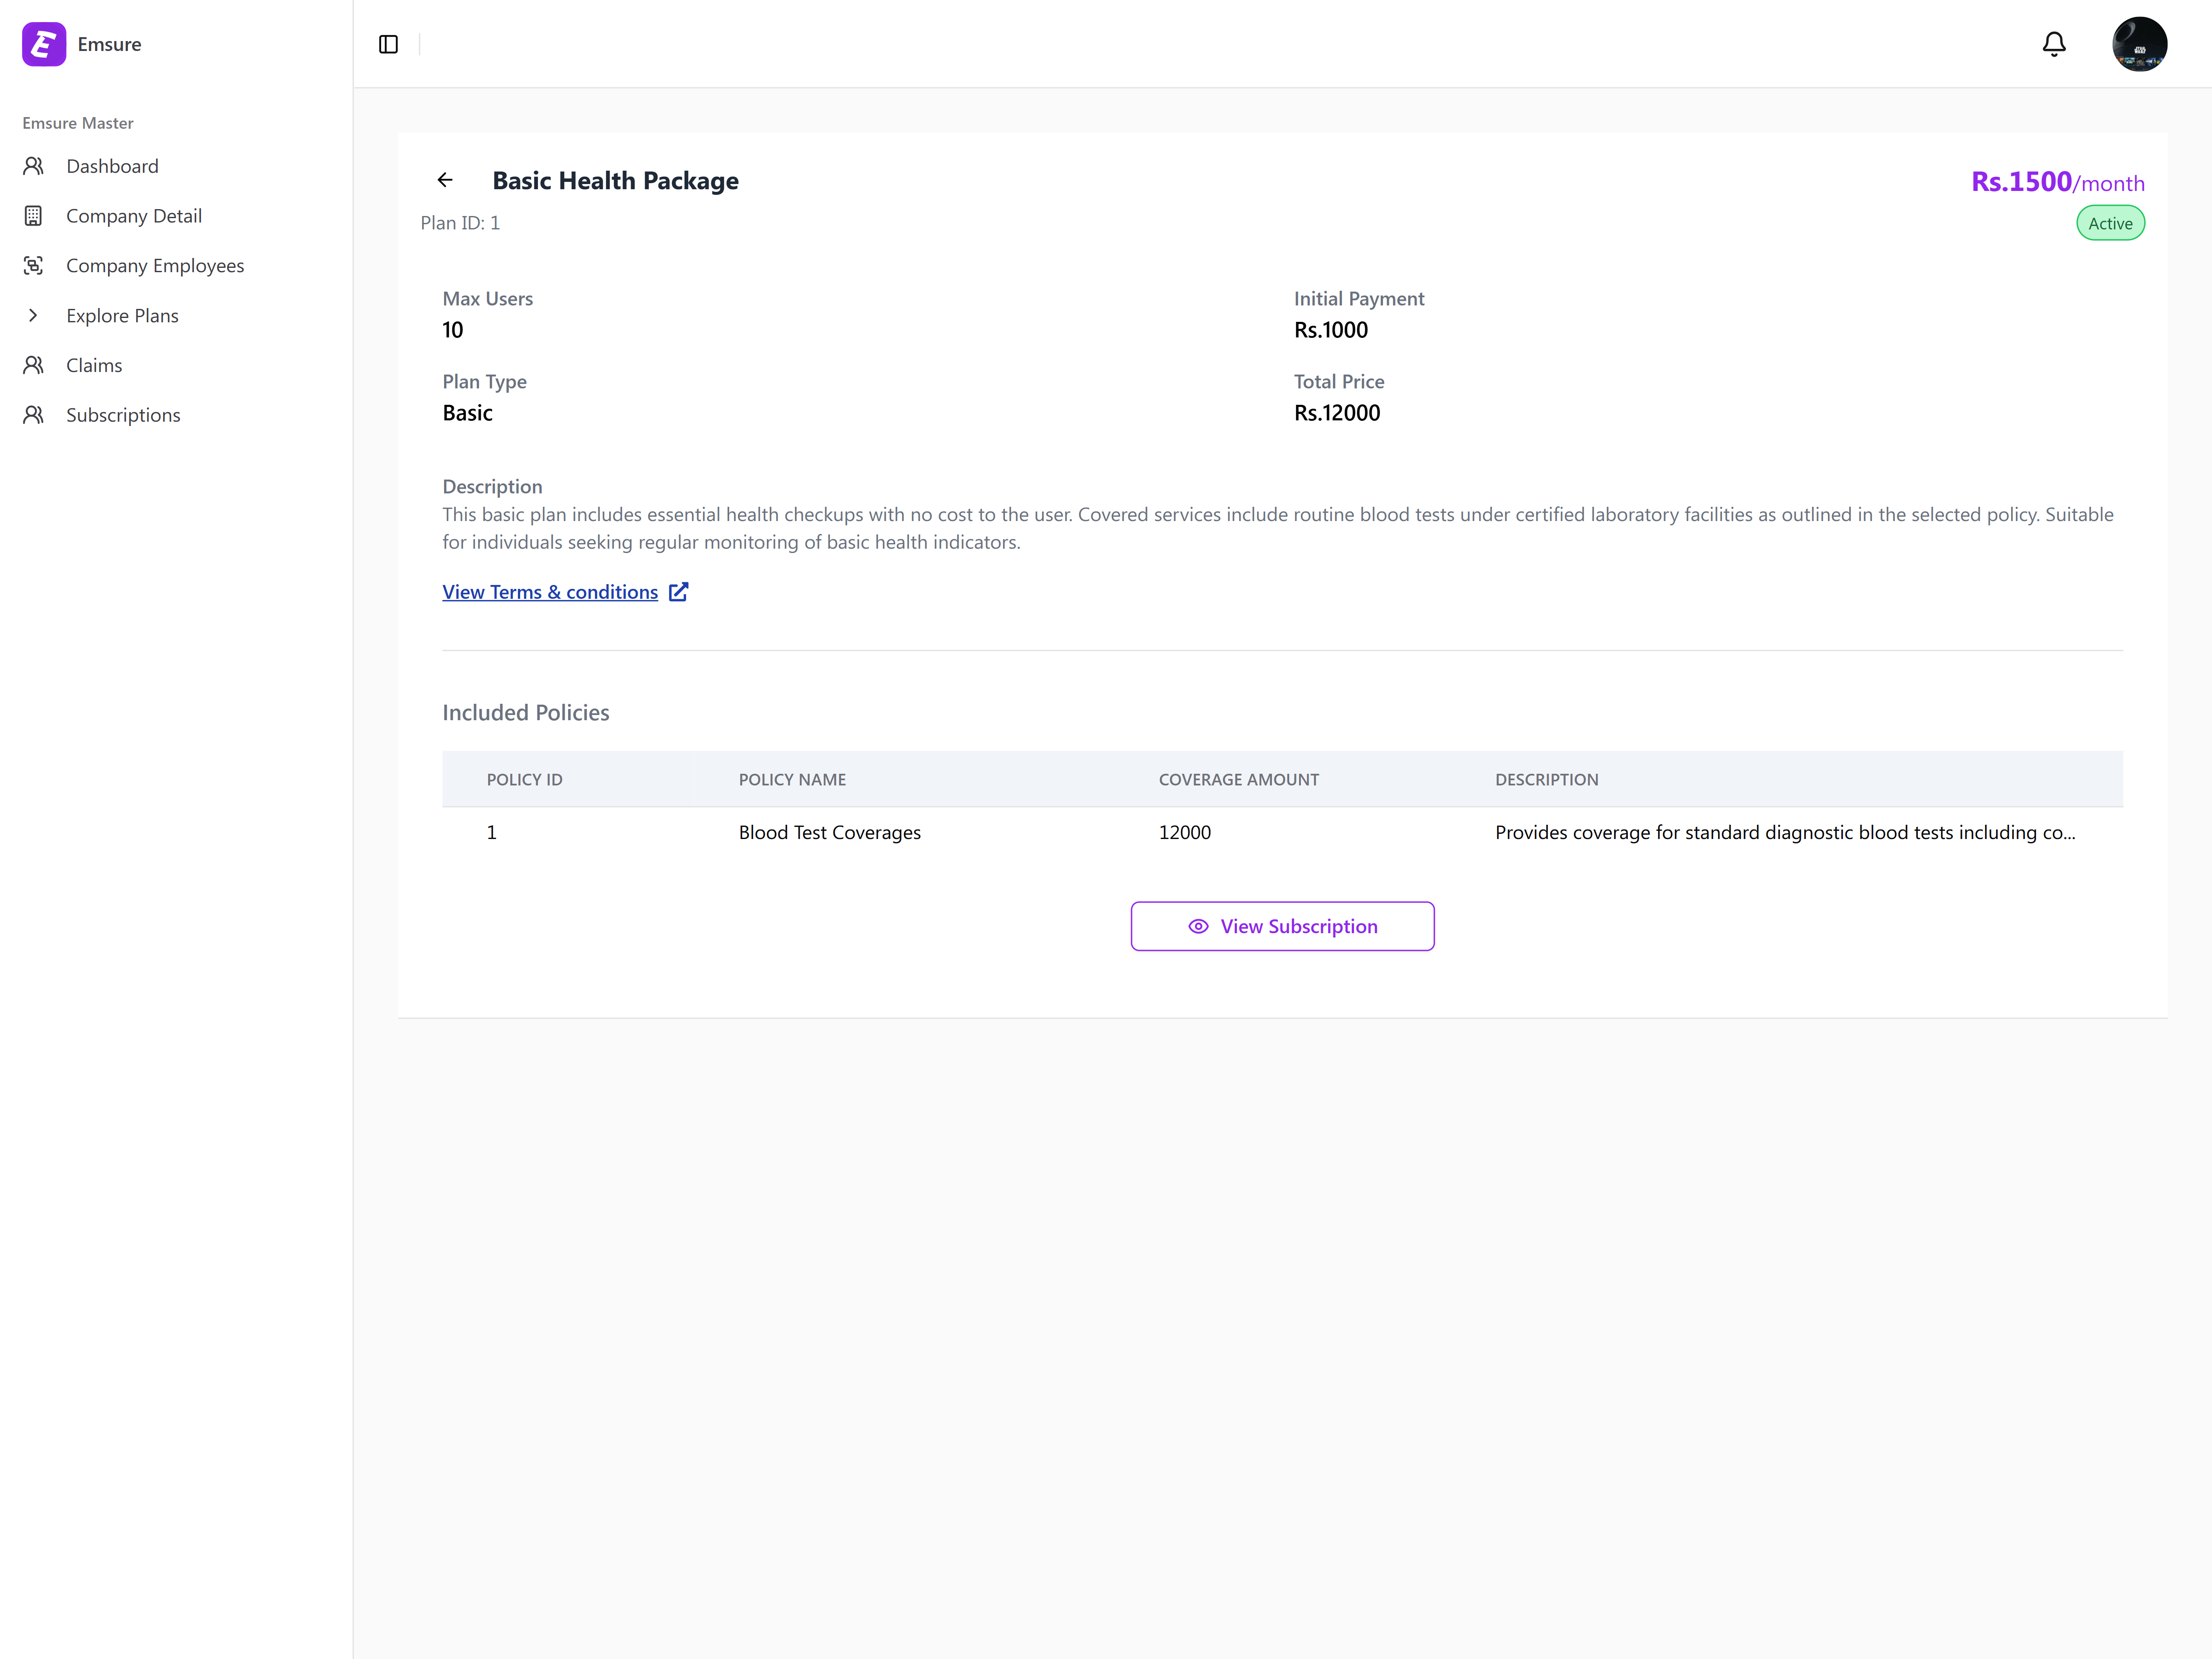 Emsure
Emsure Master
Dashboard
Company Detail
Company Employees
Explore Plans
Claims
Subscriptions
Basic Health Package
Rs.1500/month
Plan ID: 1
Active
Max Users
10
Initial Payment
Rs.1000
Plan Type
Basic
Total Price
Rs.12000
Description
This basic plan includes essential health checkups with no cost to the user. Covered services include routine blood tests under certified laboratory facilities as outlined in the selected policy. Suitable
for individuals seeking regular monitoring of basic health indicators.
View Terms & conditions
Included Policies
POLICY ID POLICY NAME COVERAGE AMOUNT DESCRIPTION
1 Blood Test Coverages 12000 Provides coverage for standard diagnostic blood tests including co...
View Subscription